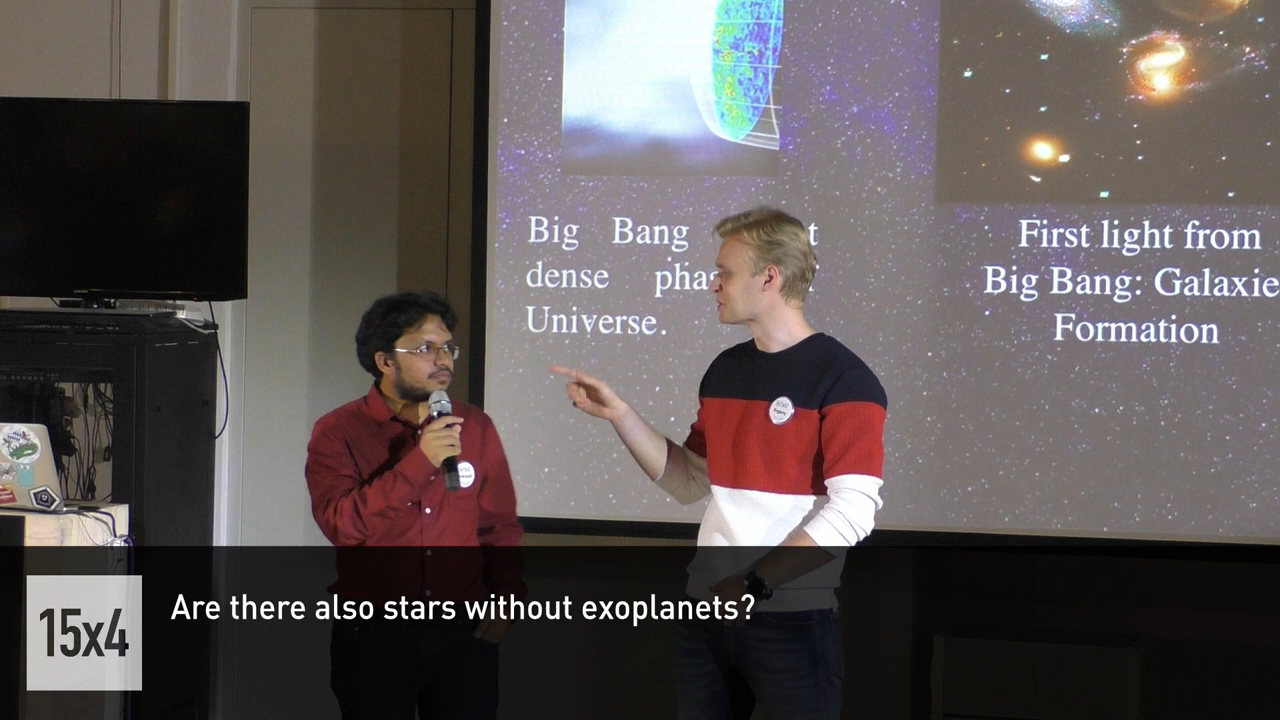 Big Bang
dense
Universe.
First light from
Big Bang: Galaxie
Formation
15x4
Are there also stars without exoplanets?